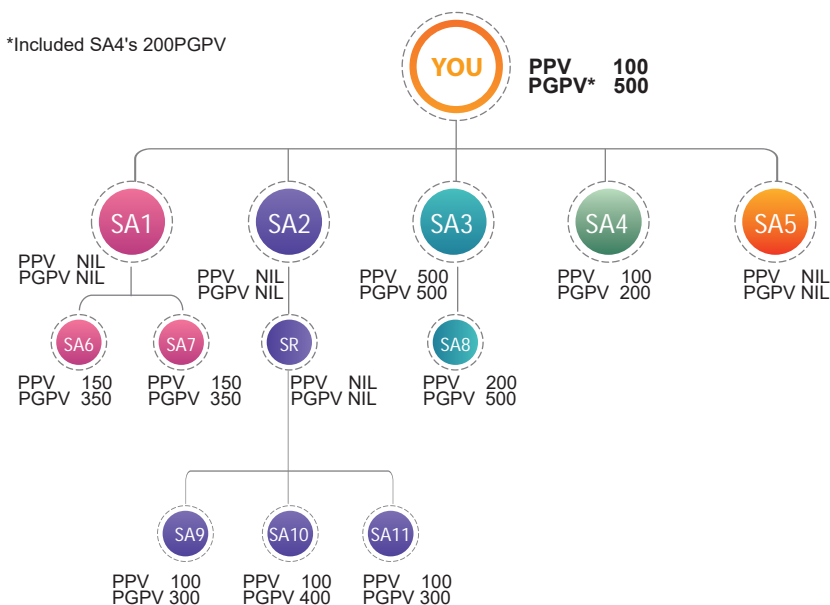 *Included SA4's 200PGPV
YOU
PPV 100
PGPV* 500
SA1
SA2
SA3
SA4
SA5
PPV NIL
PGPV NIL
PPV NIL
PGPV NIL
PPV 500
PGPV 500
PPV 100
PGPV 200
PPV NIL
PGPV NIL
SA6
SA7
SR
SA8
PPV 150
PGPV 350
PPV 150
PGPV 350
PPV NIL
PGPV NIL
PPV 200
PGPV 500
SA9
SA10
SA11
PPV 100
PGPV 300
PPV 100
PGPV 400
PPV 100
PGPV 300